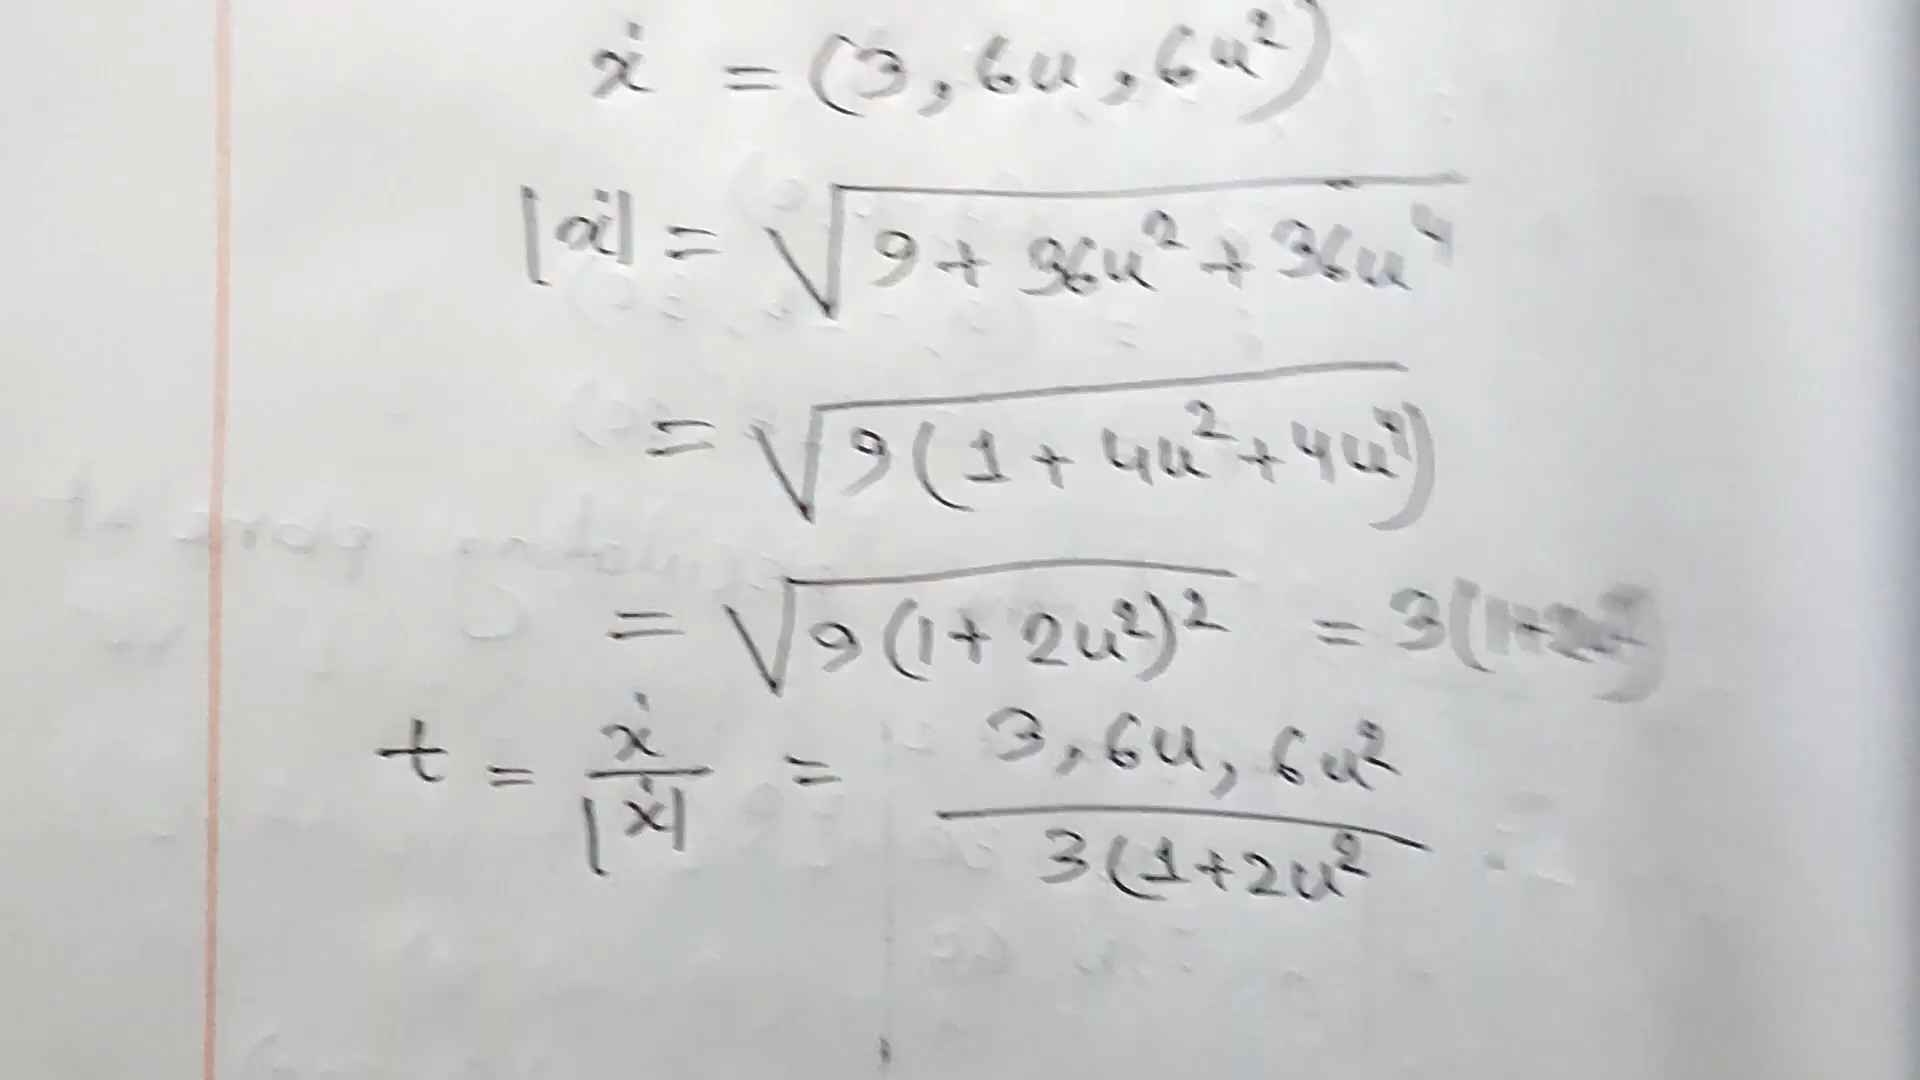 ẋ = (3, 6u, 6u²)
|ẋ| = √(9 + 36u² + 36u⁴
= √9(1 + 4u² + 4u⁴)
= √9(1 + 2u²)² = 3(1+2u²)
t = ẋ/|ẋ| = 3, 6u, 6u² / 3(1+2u²